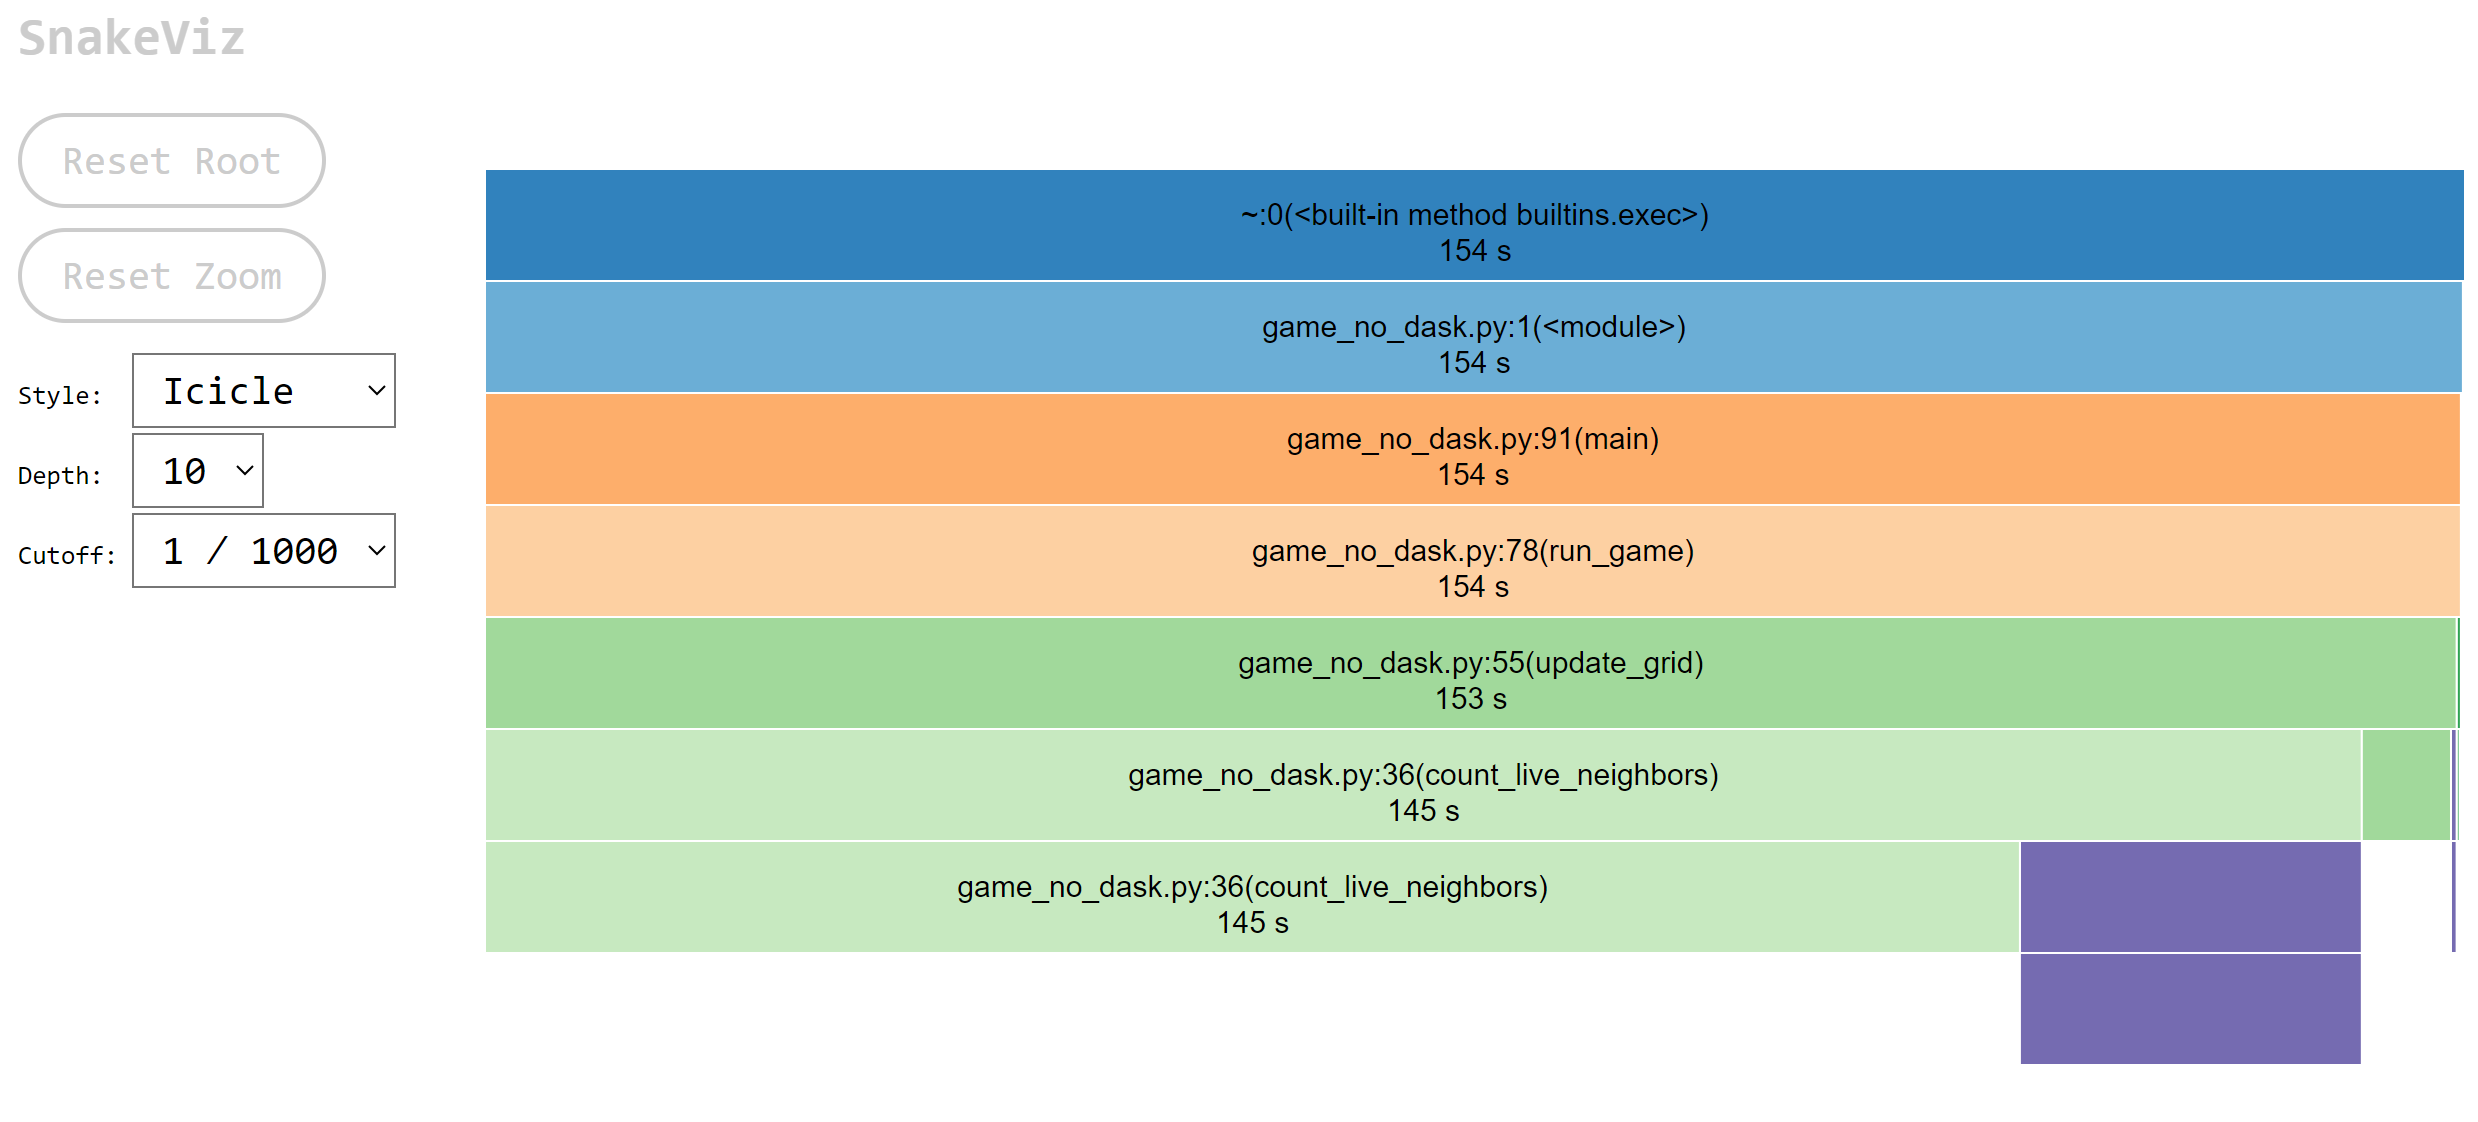 SnakeViz
Reset Root
Reset Zoom
Style: Icicle
Depth: 10
Cutoff: 1 / 1000
~:0(<built-in method builtins.exec>)
154 s
game_no_dask.py:1(<module>)
154 s
game_no_dask.py:91(main)
154 s
game_no_dask.py:78(run_game)
154 s
game_no_dask.py:55(update_grid)
153 s
game_no_dask.py:36(count_live_neighbors)
145 s
game_no_dask.py:36(count_live_neighbors)
145 s